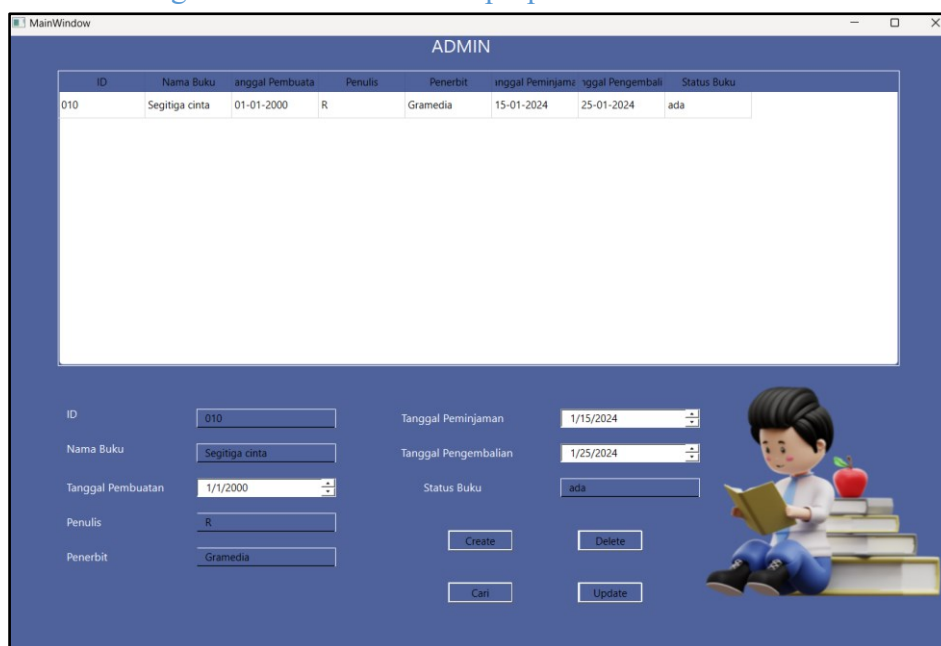 MainWindow
ADMIN
ID Nama Buku anggal Pembuata Penulis Penerbit inggal Peminjama nggal Pengembali Status Buku
010 Segitiga cinta 01-01-2000 R Gramedia 15-01-2024 25-01-2024 ada
ID 010 Tanggal Peminjaman 1/15/2024
Nama Buku Segitiga cinta Tanggal Pengembalian 1/25/2024
Tanggal Pembuatan 1/1/2000 Status Buku ada
Penulis R
Create Delete
Penerbit Gramedia
Cari Update